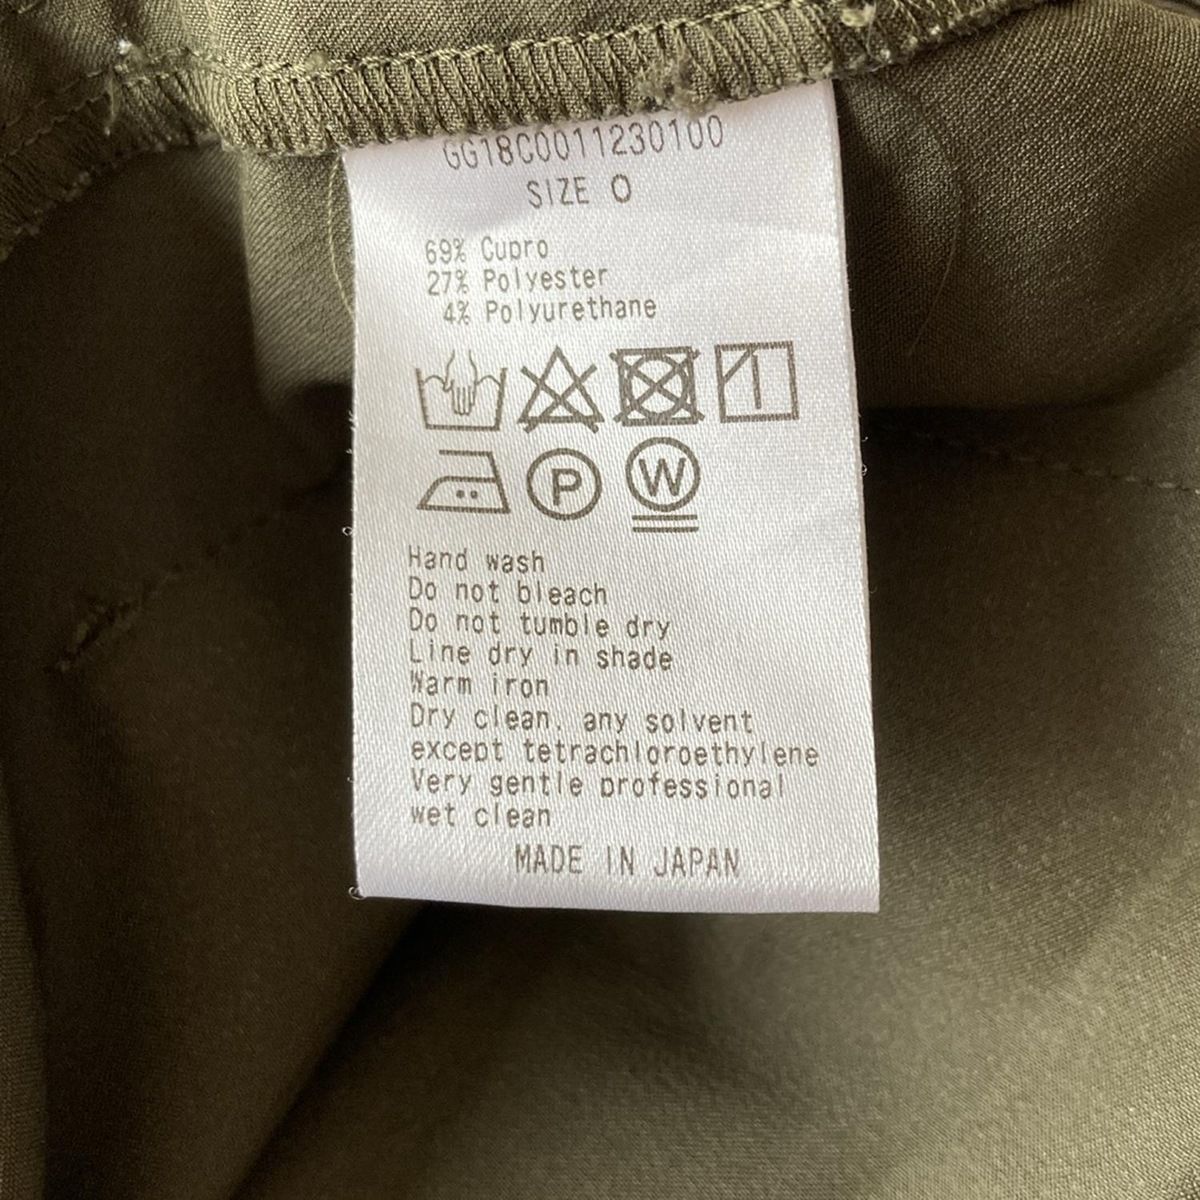 GG18C0011230100
SIZE 0
69% Cupro
27% Polyester
4% Polyurethane
P W
Hand wash
Do not bleach
Do not tumble dry
Line dry in shade
Warm iron
Dry clean, any solvent
except tetrachloroethylene
Very gentle professional
wet clean
MADE IN JAPAN